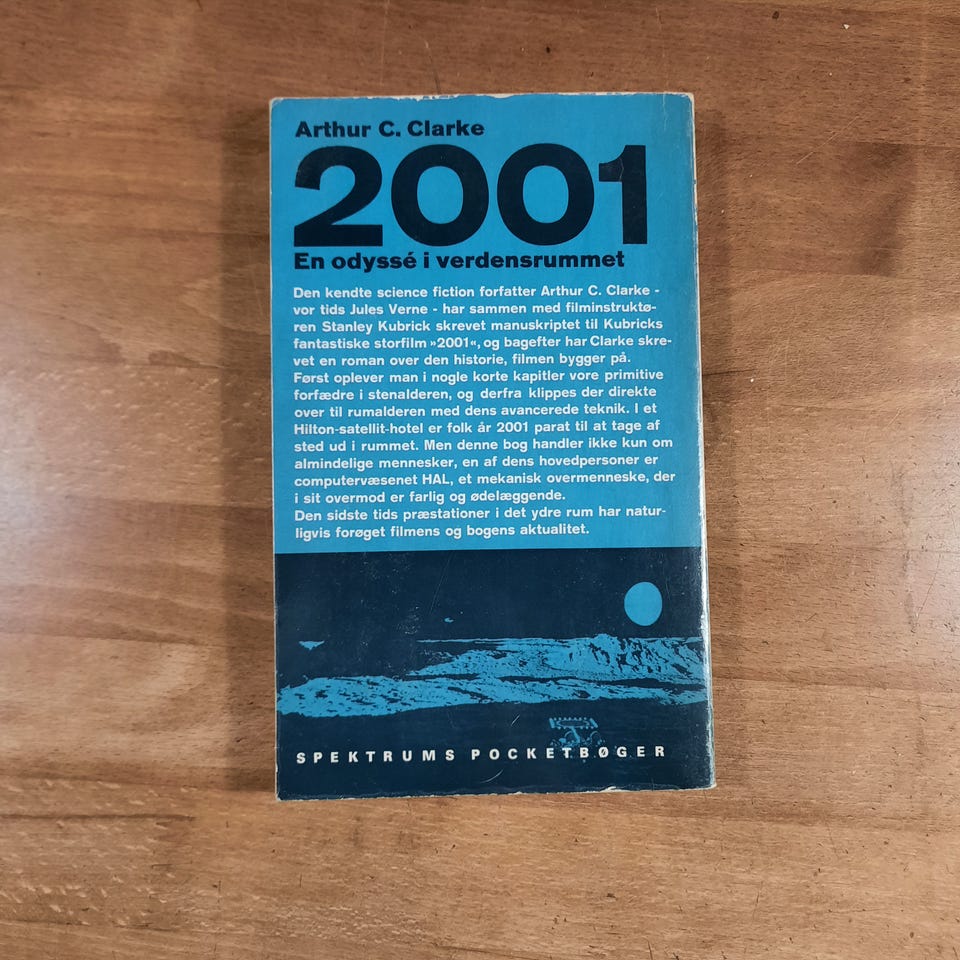 Arthur C. Clarke
2001
En odyssé i verdensrummet
Den kendte science fiction forfatter Arthur C. Clarke -
vor tids Jules Verne - har sammen med filminstruktø-
ren Stanley Kubrick skrevet manuskriptet til Kubricks
fantastiske storfilm »2001«, og bagefter har Clarke skre-
vet en roman over den historie, filmen bygger på.
Først oplever man i nogle korte kapitler vore primitive
forfædre i stenalderen, og derfra klippes der direkte
over til rumalderen med dens avancerede teknik. I et
Hilton-satellit-hotel er folk år 2001 parat til at tage af
sted ud i rummet. Men denne bog handler ikke kun om
almindelige mennesker, en af dens hovedpersoner er
computervæsenet HAL, et mekanisk overmenneske, der
i sit overmod er farlig og ødelæggende.
Den sidste tids præstationer i det ydre rum har natur-
ligvis forøget filmens og bogens aktualitet.
SPEKTRUMS POCKETBØGER